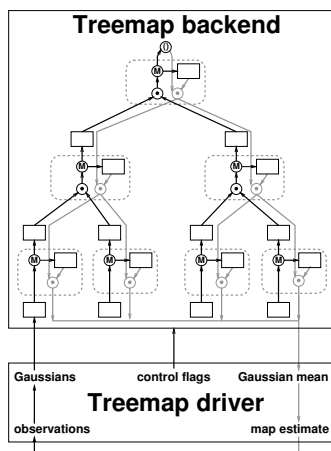 Treemap backend
()
M
M
M
M
M
M
M
Gaussians
control flags
Gaussian mean
Treemap driver
observations
map estimate